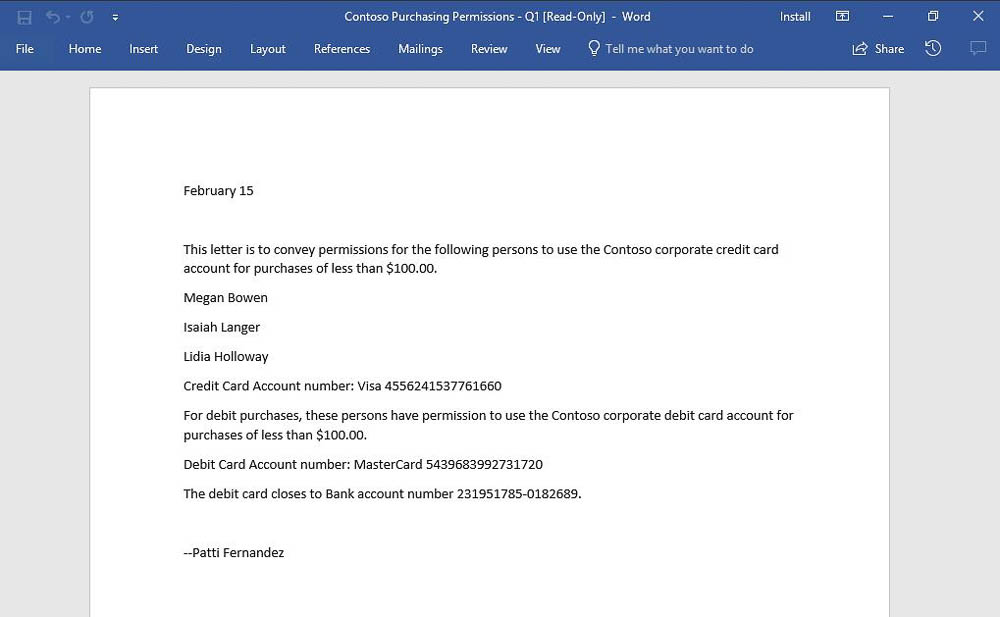 Contoso Purchasing Permissions - Q1 [Read-Only] - Word
Install
File Home Insert Design Layout References Mailings Review View Tell me what you want to do Share
February 15
This letter is to convey permissions for the following persons to use the Contoso corporate credit card
account for purchases of less than $100.00.
Megan Bowen
Isaiah Langer
Lidia Holloway
Credit Card Account number: Visa 4556241537761660
For debit purchases, these persons have permission to use the Contoso corporate debit card account for
purchases of less than $100.00.
Debit Card Account number: MasterCard 5439683992731720
The debit card closes to Bank account number 231951785-0182689.
--Patti Fernandez